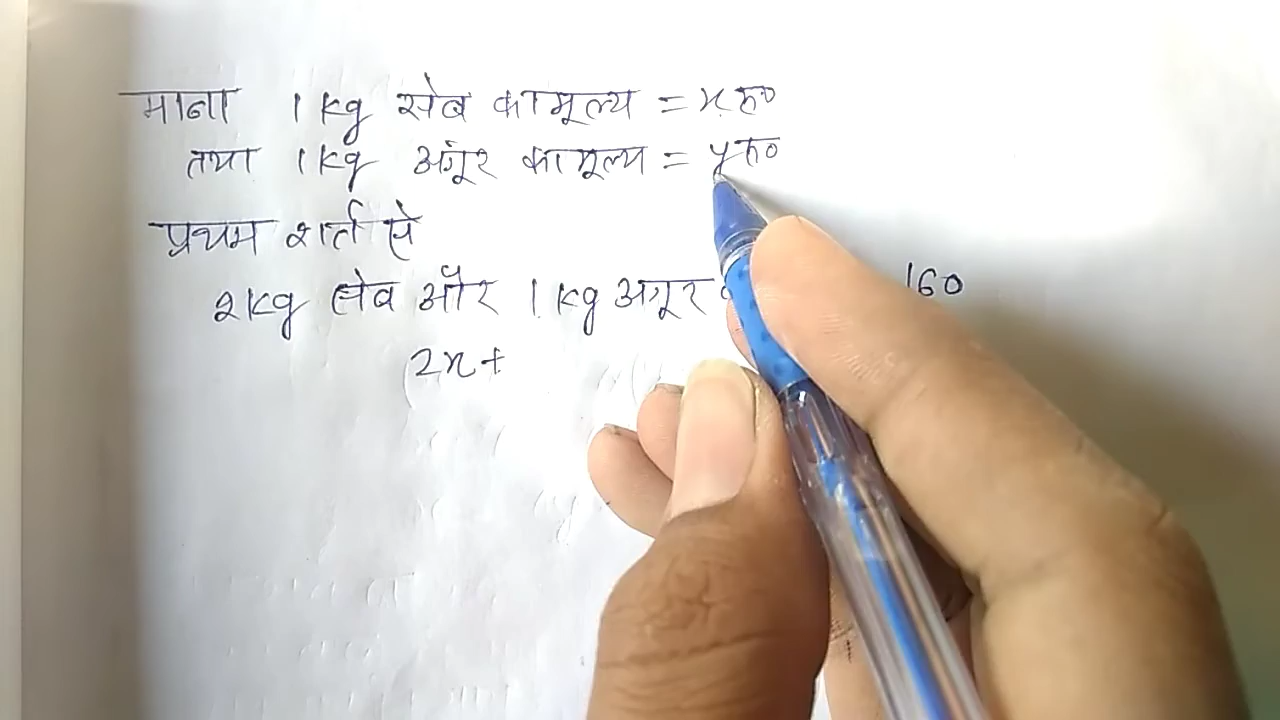 माना 1 kg सेब का मूल्य = x रु०
तथा 1 kg अंगूर का मूल्य = y रु०
प्रथम शर्त से
2 kg सेब और 1 kg अंगूर 160
2x +